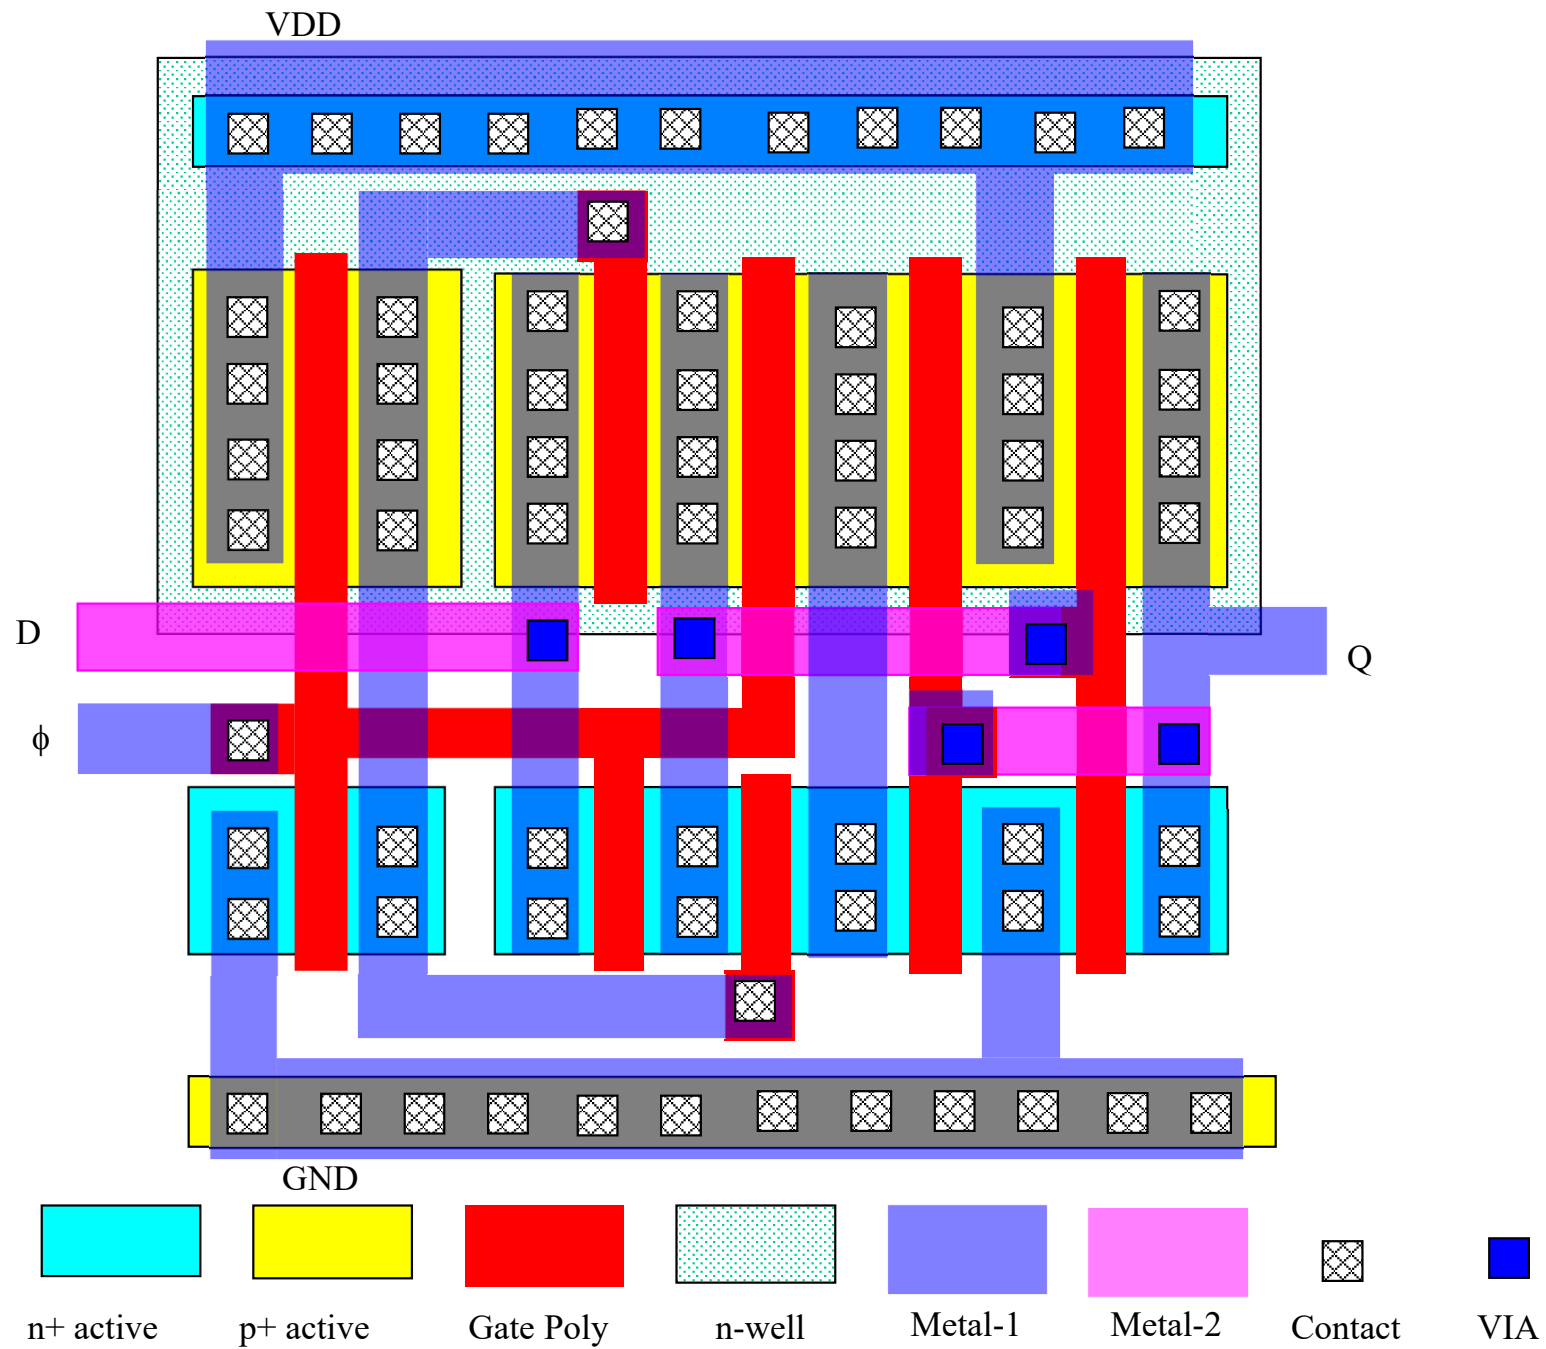 VDD
D
Q
ϕ
GND
n+ active
p+ active
Gate Poly
n-well
Metal-1
Metal-2
Contact
VIA